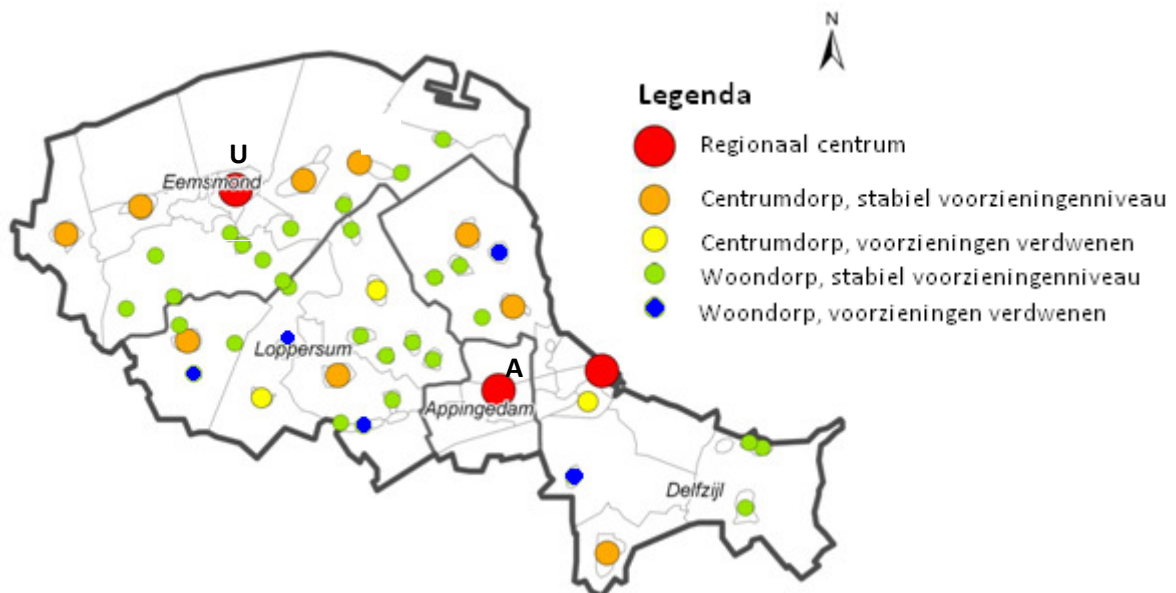 N
Legenda
Regionaal centrum
Centrumdorp, stabiel voorzieningenniveau
Centrumdorp, voorzieningen verdwenen
Woondorp, stabiel voorzieningenniveau
Woondorp, voorzieningen verdwenen
U
Eemsmond
Loppersum
A
Appingedam
Delfzijl